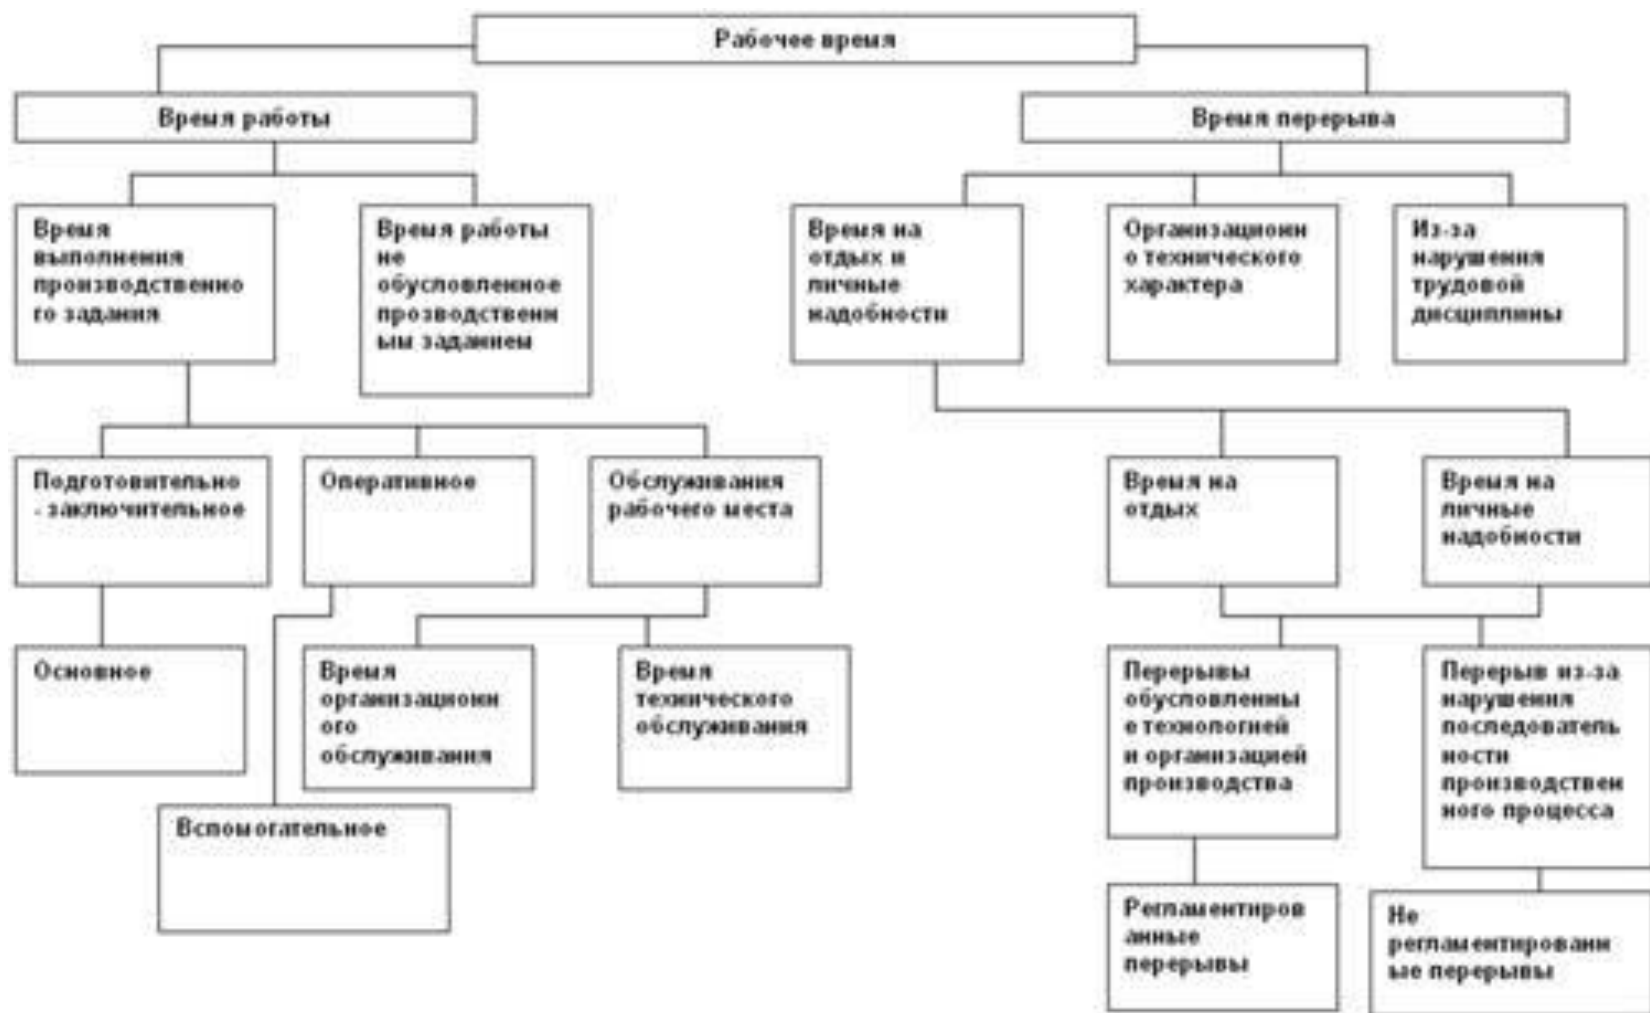 Рабочее время
Время работы
Время перерыва
Время
выполнения
производственно
го задания
Время работы
не
обусловленное
прозводственн
ым заданием
Время на
отдых и
личные
надобности
Организационн
о технического
характера
Из-за
нарушения
трудовой
дисциплины
Подготовительно
- заключительное
Оперативное
Обслуживания
рабочего места
Время на
отдых
Время на
личные
надобности
Основное
Время
организационн
ого
обслуживания
Время
технического
обслуживания
Перерывы
обусловленны
е технологией
и организацией
производства
Перерыв из-за
нарушения
последователь
ности
производствен
ного процесса
Вспомогательное
Регламентиров
анные
перерывы
Не
регламентированн
ые перерывы